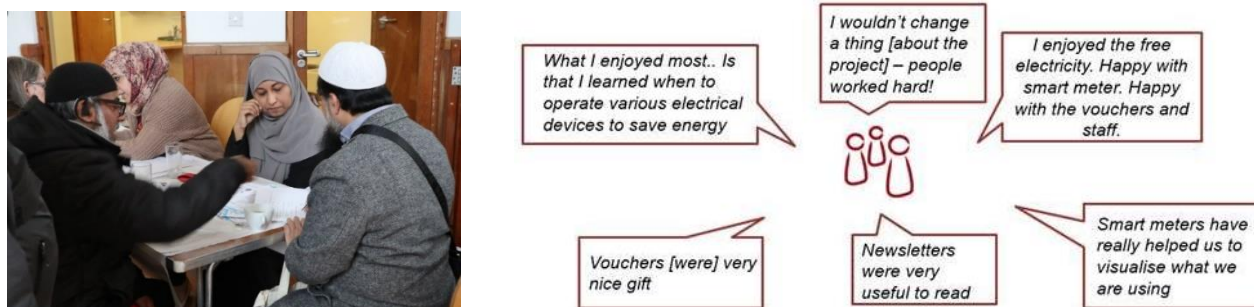 What I enjoyed most.. Is
that I learned when to
operate various electrical
devices to save energy
I wouldn't change
a thing [about the
project] – people
worked hard!
I enjoyed the free
electricity. Happy with
smart meter. Happy
with the vouchers and
staff.
Vouchers [were] very
nice gift
Newsletters
were very
useful to read
Smart meters have
really helped us to
visualise what we
are using